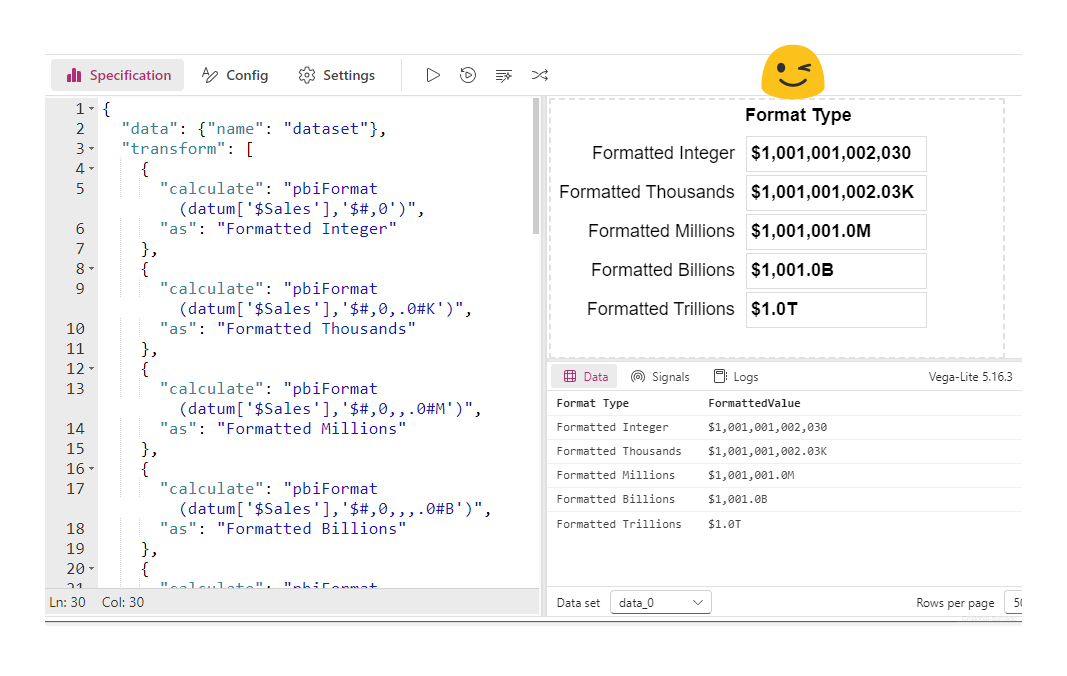 Specification Config Settings
1 {
2 "data": {"name": "dataset"},
3 "transform": [
4 {
5 "calculate": "pbiFormat
(datum['$Sales'],'$#,0')",
6 "as": "Formatted Integer"
7 },
8 {
9 "calculate": "pbiFormat
(datum['$Sales'],'$#,0,.0#K')",
10 "as": "Formatted Thousands"
11 },
12 {
13 "calculate": "pbiFormat
(datum['$Sales'],'$#,0,,.0#M')",
14 "as": "Formatted Millions"
15 },
16 {
17 "calculate": "pbiFormat
(datum['$Sales'],'$#,0,,,.0#B')",
18 "as": "Formatted Billions"
19 },
20 {
21 "calculate": "pbiFormat
Ln: 30 Col: 30
Format Type
Formatted Integer $1,001,001,002,030
Formatted Thousands $1,001,001,002.03K
Formatted Millions $1,001,001.0M
Formatted Billions $1,001.0B
Formatted Trillions $1.0T
Data Signals Logs Vega-Lite 5.16.3
Format Type FormattedValue
Formatted Integer $1,001,001,002,030
Formatted Thousands $1,001,001,002.03K
Formatted Millions $1,001,001.0M
Formatted Billions $1,001.0B
Formatted Trillions $1.0T
Data set data_0 Rows per page